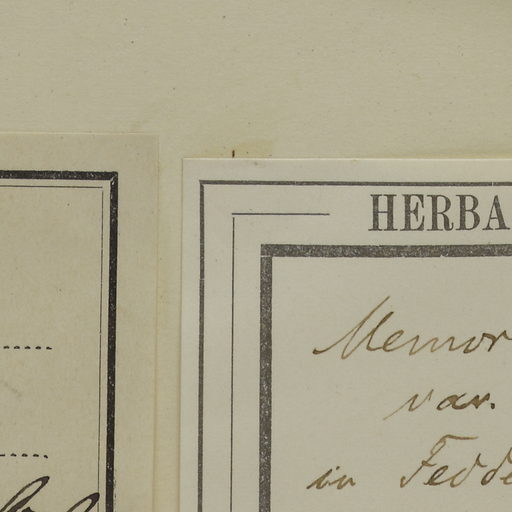 HERBA
Memor
var.
in Fedde